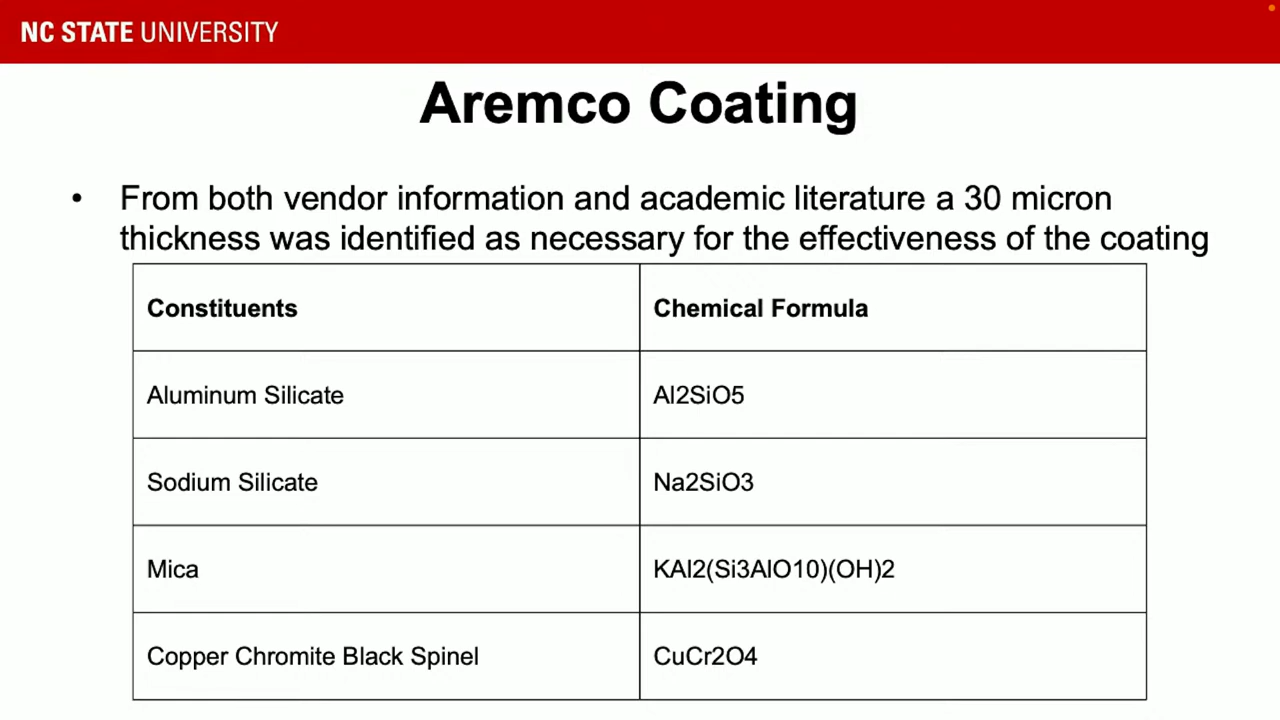 NC STATE UNIVERSITY
Aremco Coating
• From both vendor information and academic literature a 30 micron
thickness was identified as necessary for the effectiveness of the coating
Constituents Chemical Formula
Aluminum Silicate Al2SiO5
Sodium Silicate Na2SiO3
Mica KAl2(Si3AlO10)(OH)2
Copper Chromite Black Spinel CuCr2O4